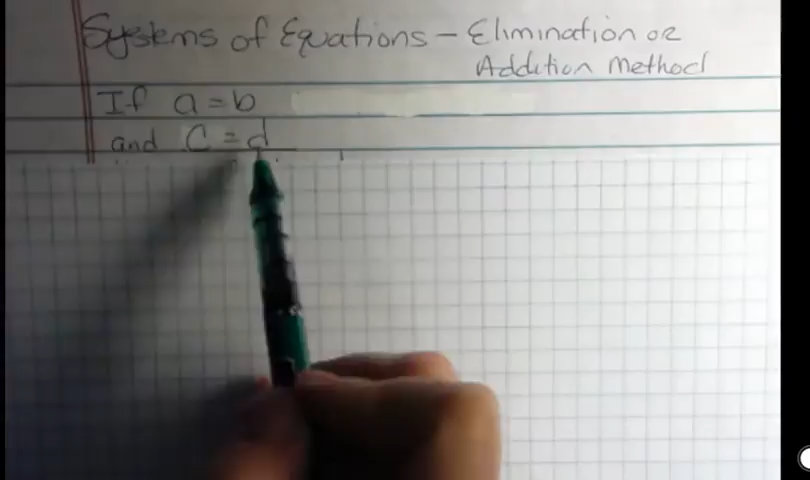 Systems of Equations - Elimination or
Addition Method
If a = b
and c = d